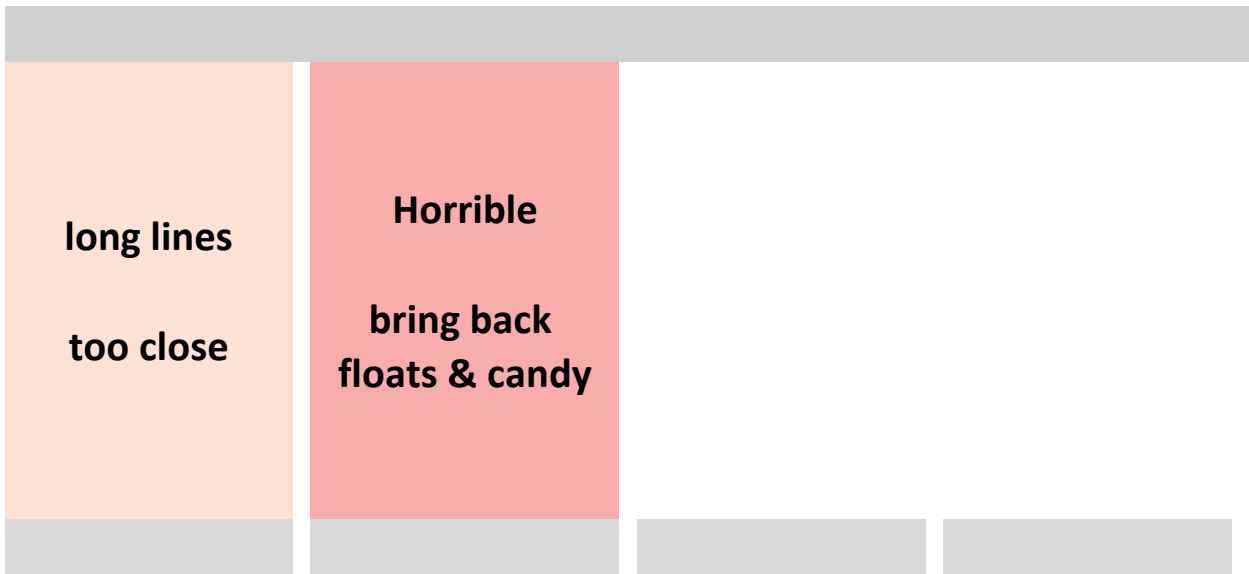 long lines
too close
Horrible
bring back
floats & candy